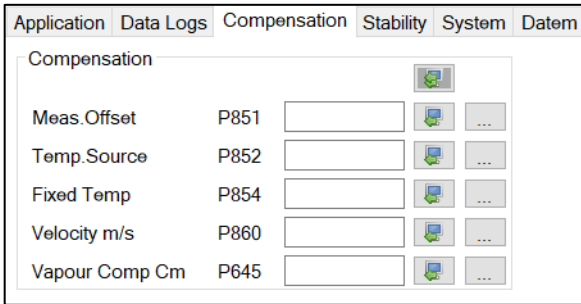 Application Data Logs Compensation Stability System Datem
Compensation
Meas.Offset P851 ...
Temp.Source P852 ...
Fixed Temp P854 ...
Velocity m/s P860 ...
Vapour Comp Cm P645 ...